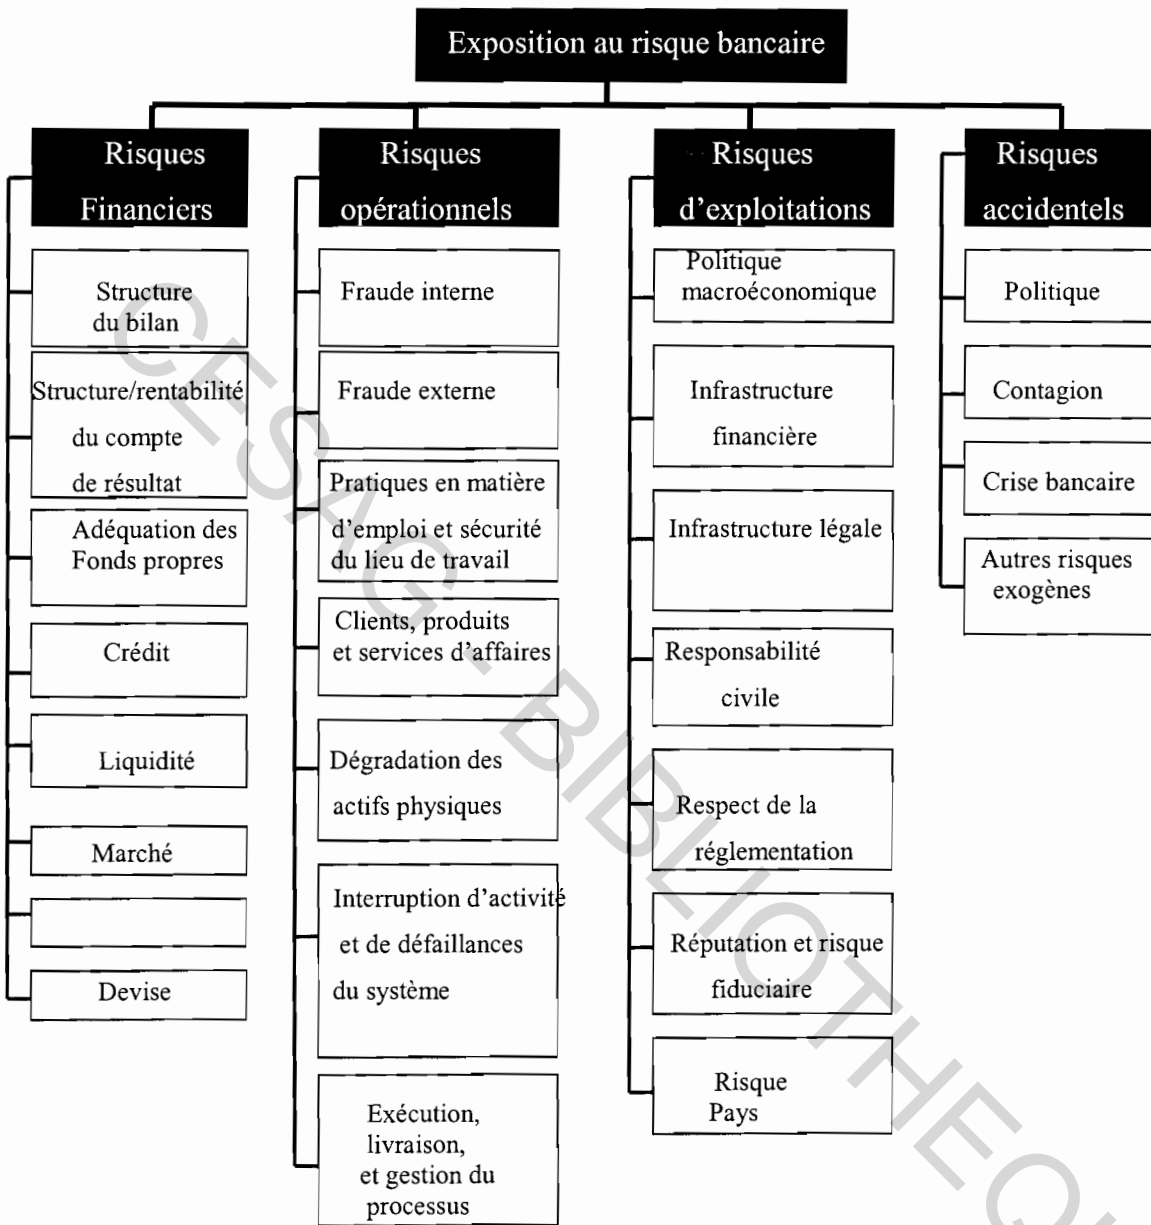 Exposition au risque bancaire
Risques
Financiers
Structure
du bilan
Structure/rentabilité
du compte
de résultat
Adéquation des
Fonds propres
Crédit
Liquidité
Marché
Devise
Risques
opérationnels
Fraude interne
Fraude externe
Pratiques en matière
d'emploi et sécurité
du lieu de travail
Clients, produits
et services d'affaires
Dégradation des
actifs physiques
Interruption d'activité
et de défaillances
du système
Exécution,
livraison,
et gestion du
processus
Risques
d'exploitations
Politique
macroéconomique
Infrastructure
financière
Infrastructure légale
Responsabilité
civile
Respect de la
réglementation
Réputation et risque
fiduciaire
Risque
Pays
Risques
accidentels
Politique
Contagion
Crise bancaire
Autres risques
exogènes
CESAG - BIBLIOTHEQU